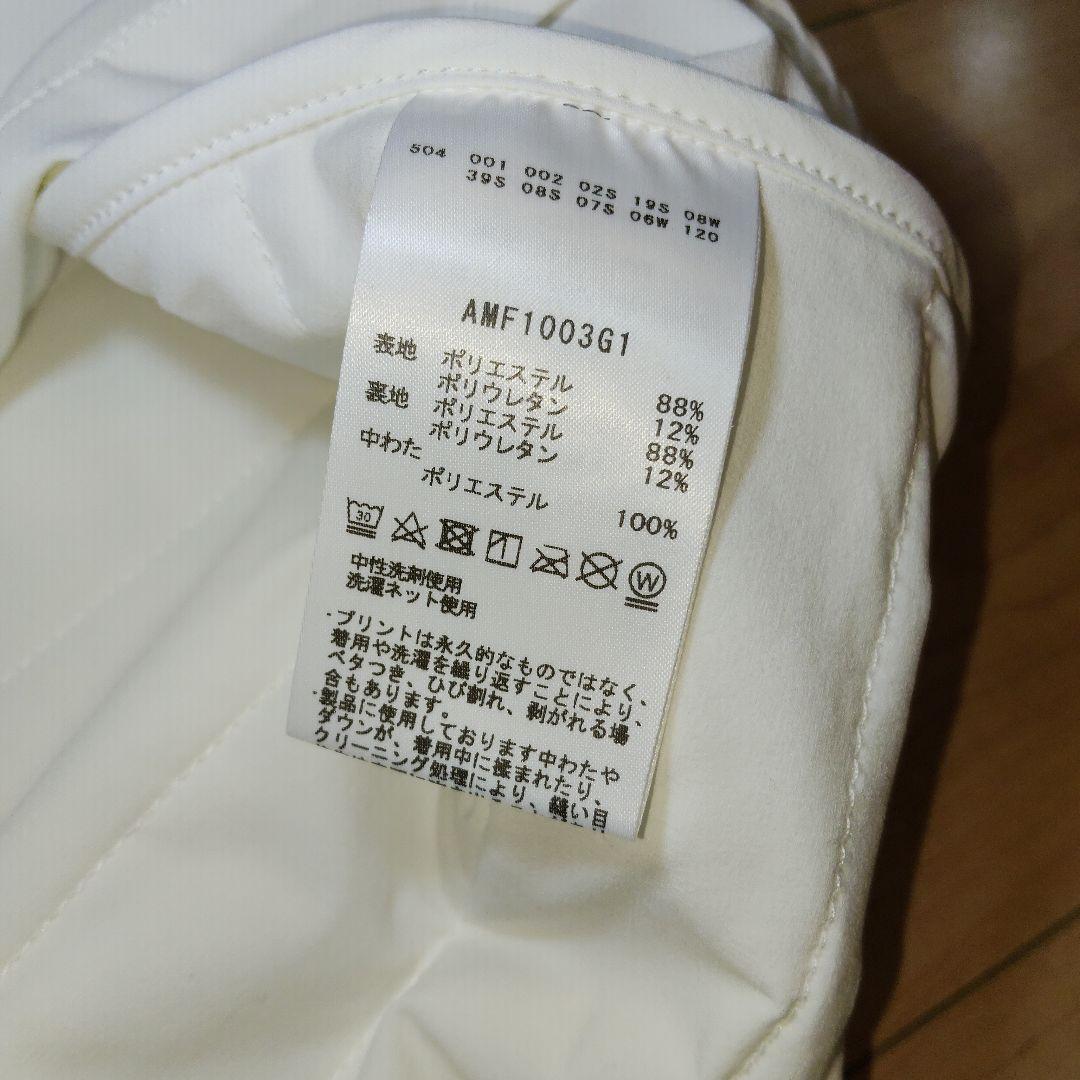 504 001 002 02S 19S 08W
39S 08S 07S 06W 120
AMF1003G1
表地 ポリエステル 88%
ポリウレタン 12%
裏地 ポリエステル 88%
ポリウレタン 12%
中わた
ポリエステル 100%
30
W
中性洗剤使用
洗濯ネット使用
・プリントは永久的なものではなく、
着用や洗濯を繰り返すことにより、
ベタつき、ひび割れ、剥がれる場
合もあります。
・製品に使用しております中わたや
ダウンが、着用中に揉まれたり、
クリーニング処理により、縫い目